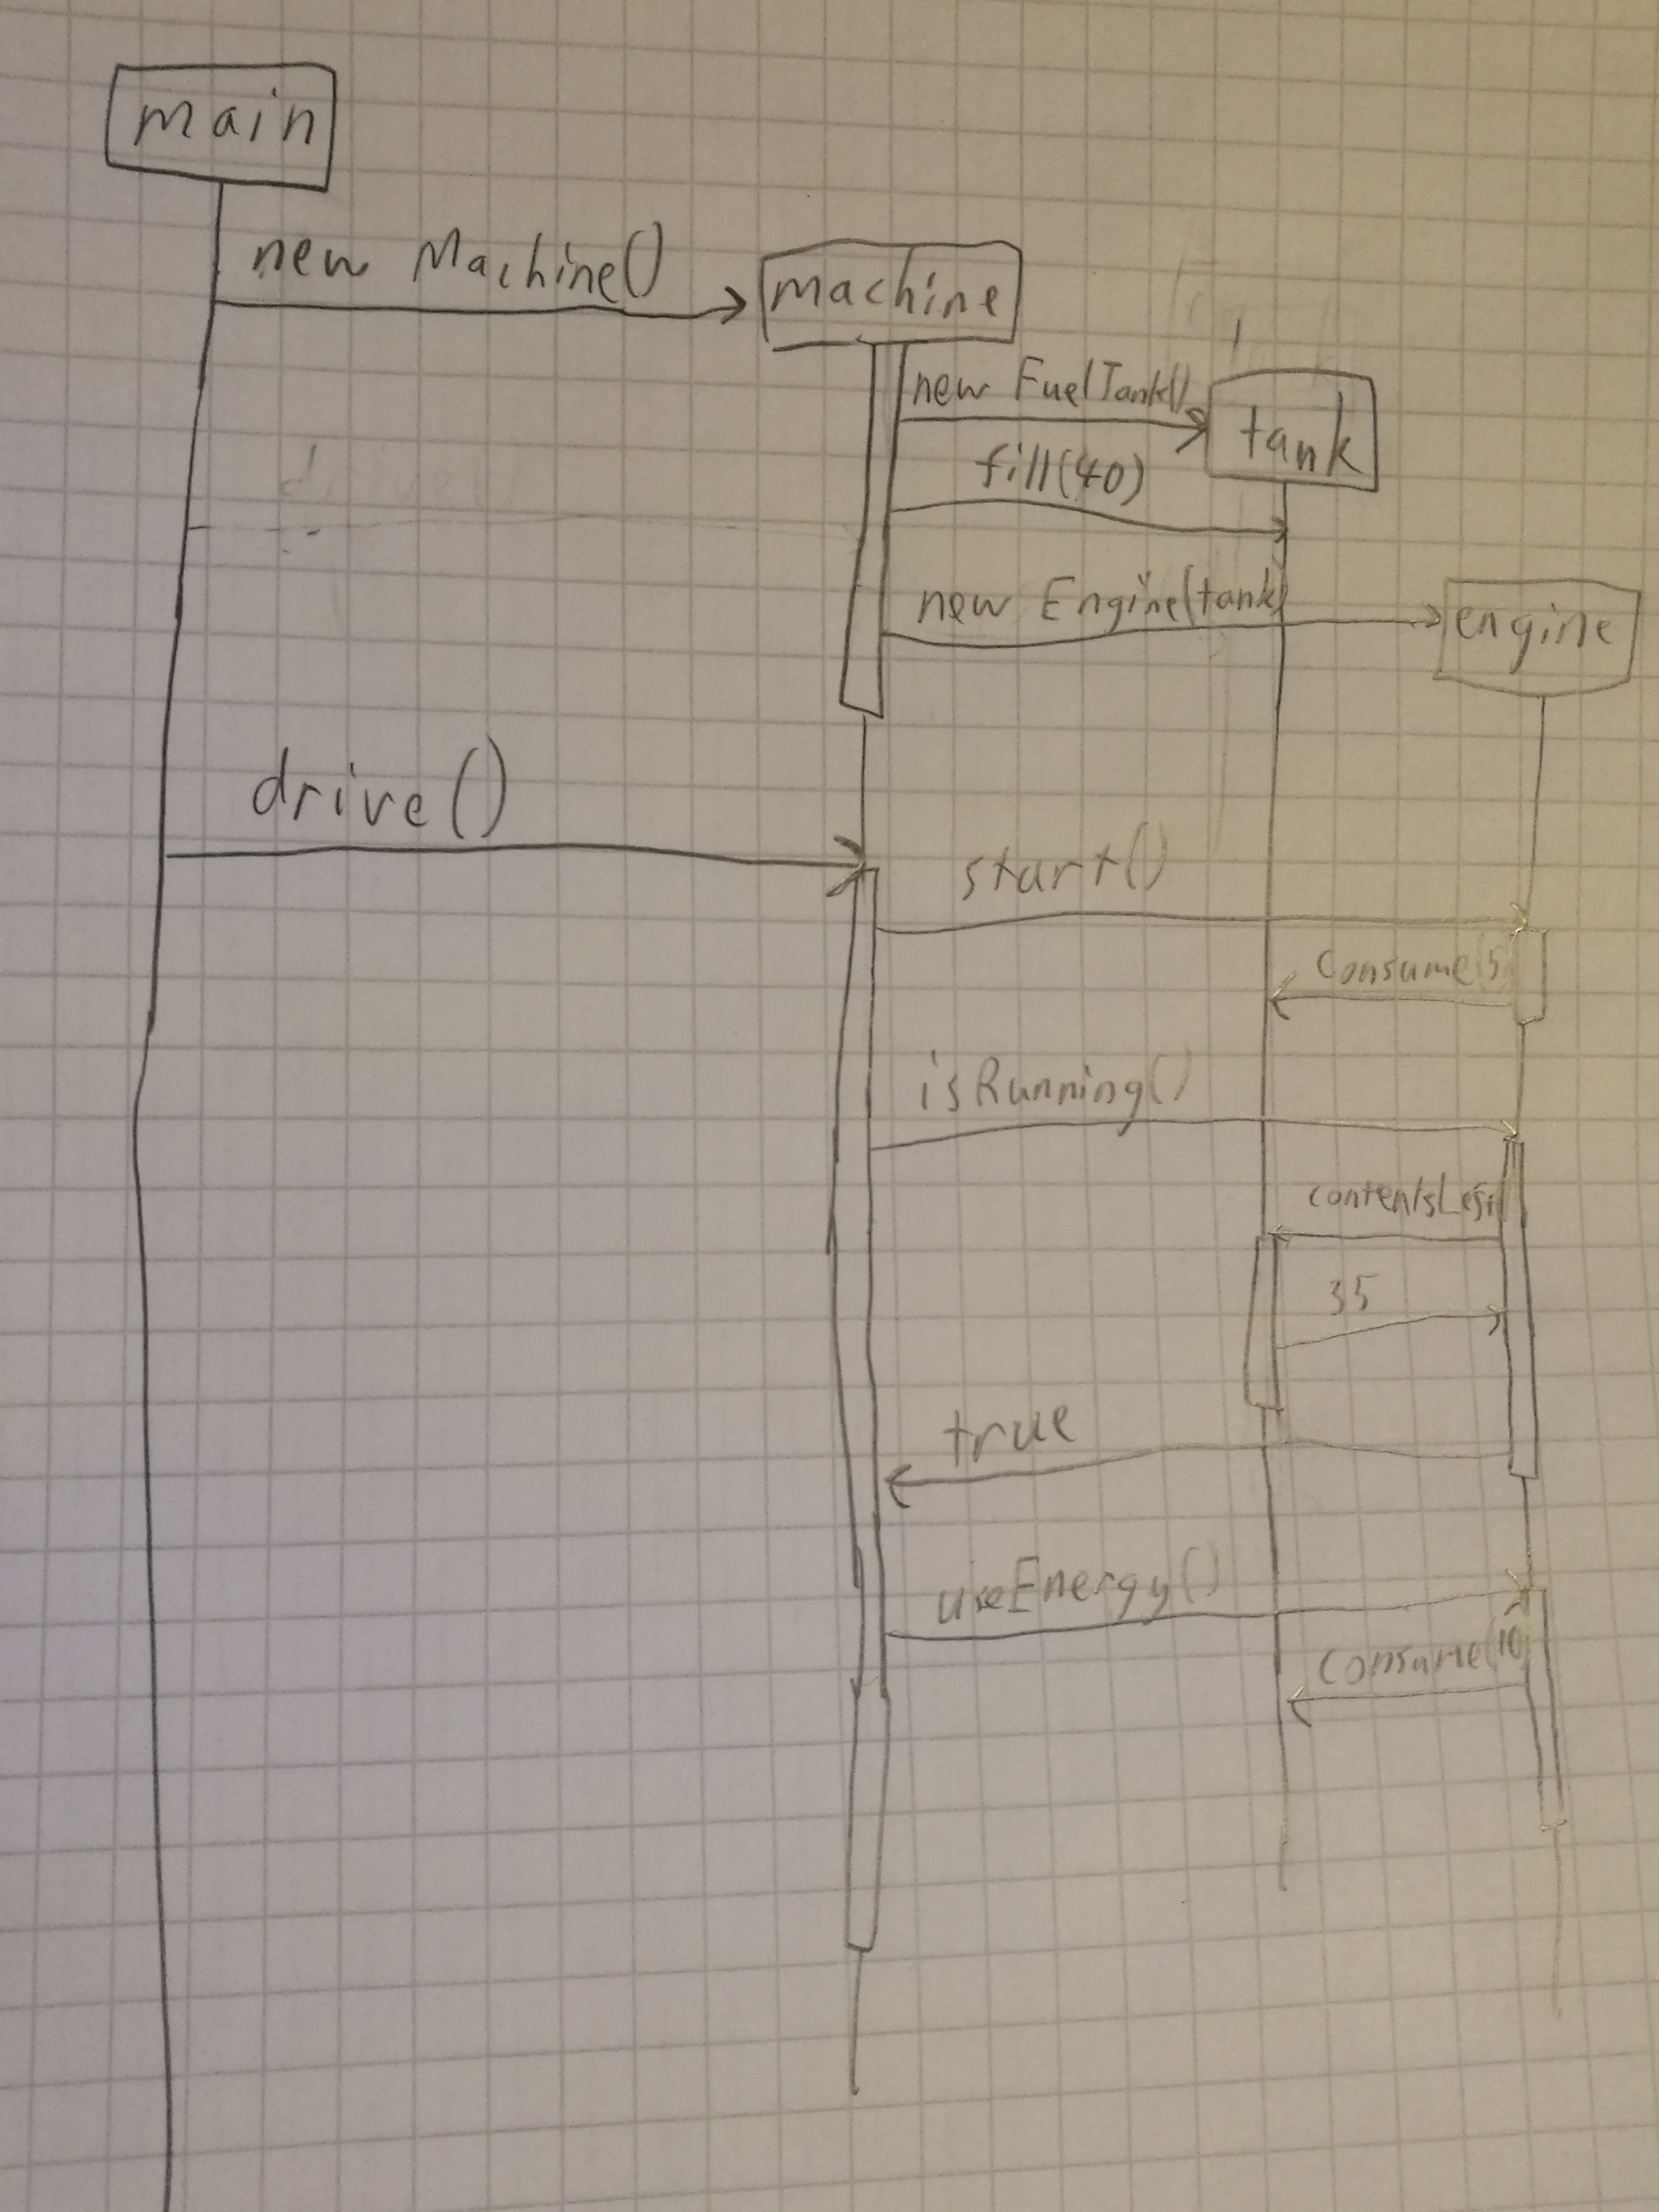 main
new Machine()
machine
new FuelTank()
tank
fill(40)
new Engine(tank)
engine
drive()
start()
consume(5
isRunning()
35
true
useEnergy()
consume(10